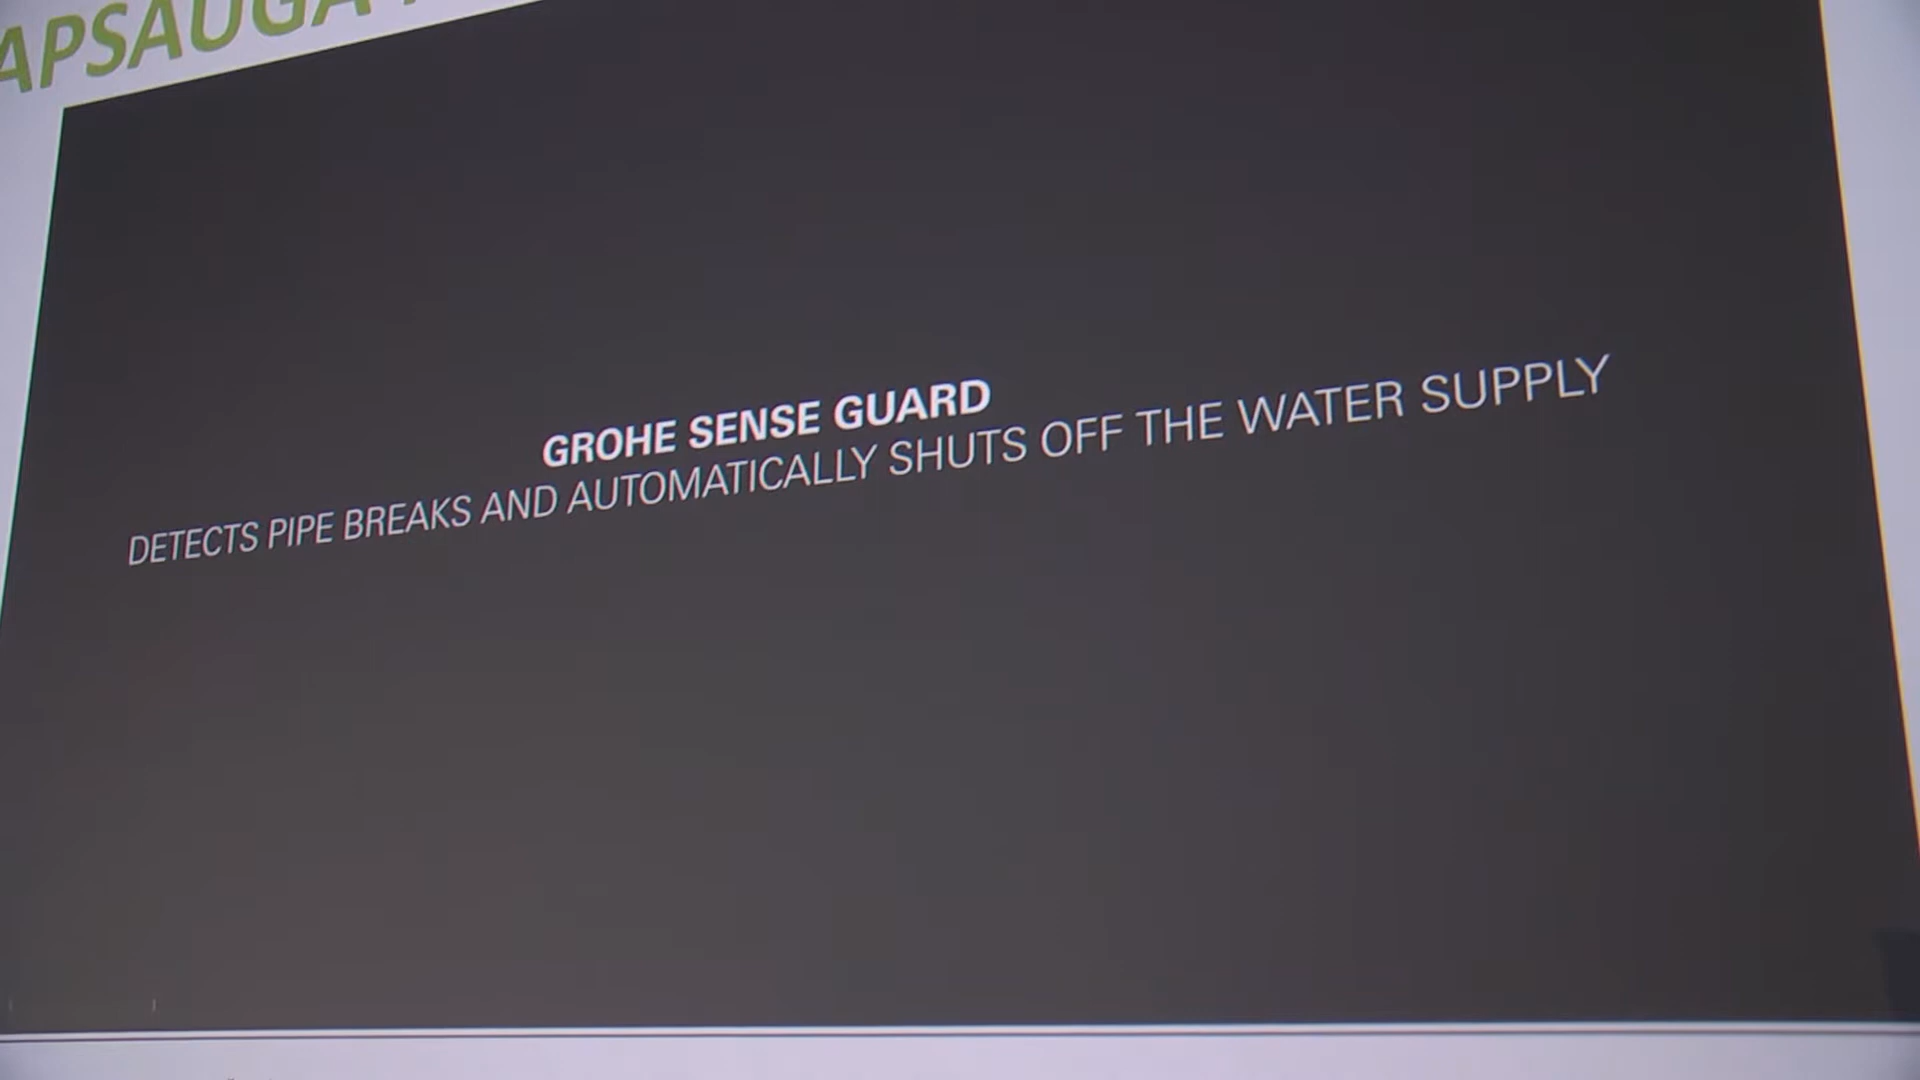 APSAUGA
GROHE SENSE GUARD
DETECTS PIPE BREAKS AND AUTOMATICALLY SHUTS OFF THE WATER SUPPLY